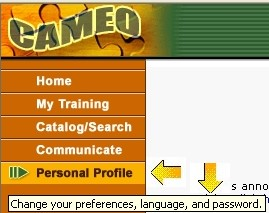 CAMEO
Home
My Training
Catalog/Search
Communicate
Personal Profile
s anno
Change your preferences, language, and password.